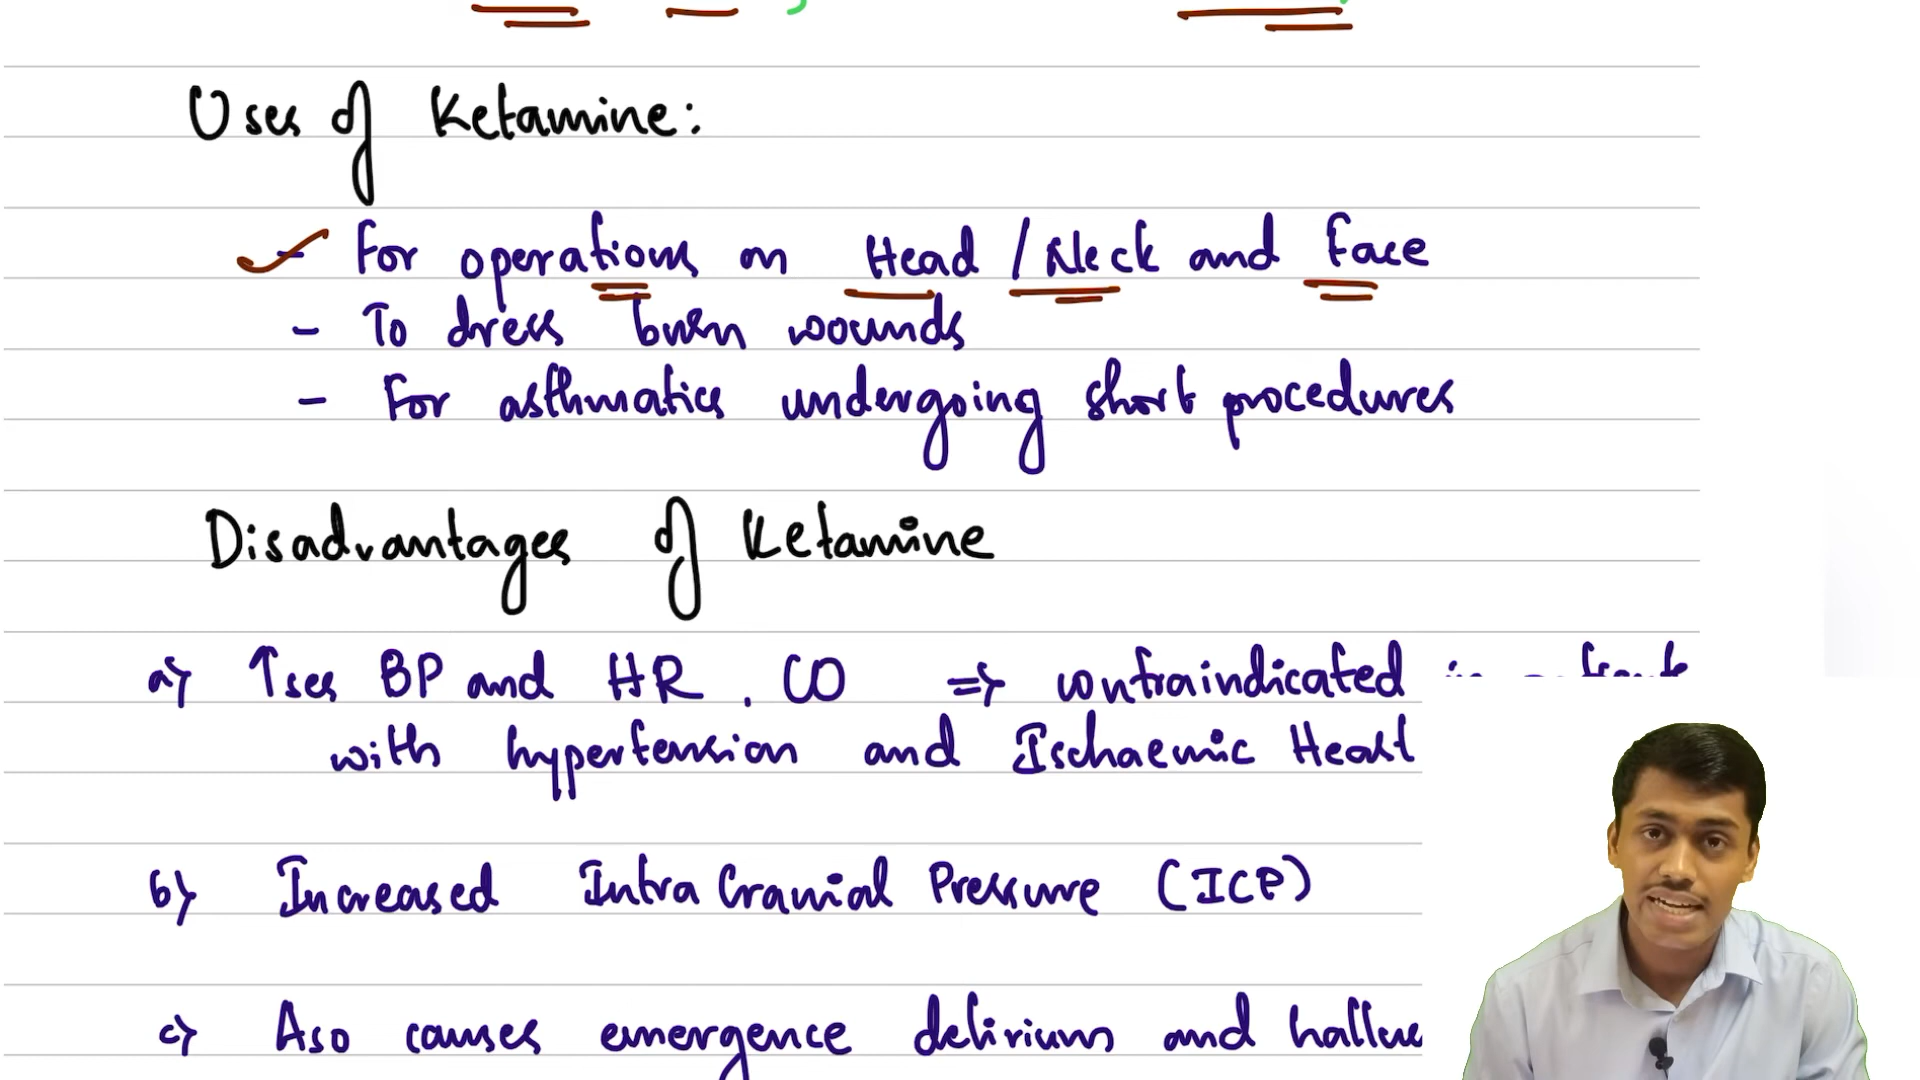 Uses of Ketamine:
- For operations on Head / Neck and Face
- To dress burn wounds
- For asthmatics undergoing short procedures
Disadvantages of Ketamine
a) ↑ses BP and HR, CO => contraindicated in
with hypertension and Ischaemic Heart
b) Increased Intra Cranial Pressure (ICP)
c) Aso causes emergence delirium and